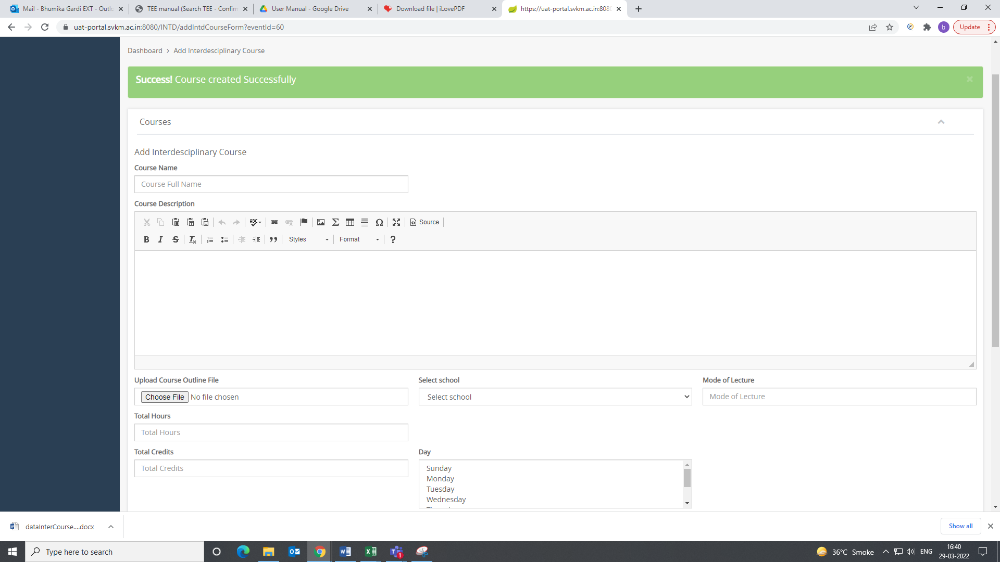 Mail - Bhumika Gardi EXT - Outlo
TEE manual (Search TEE - Confirm
User Manual - Google Drive
Download file | iLovePDF
https://uat-portal.svkm.ac.in:8080
uat-portal.svkm.ac.in:8080/INTD/addIntdCourseForm?eventId=60
b
Update
Dashboard > Add Interdesciplinary Course
Success! Course created Successfully
Courses
Add Interdesciplinary Course
Course Name
Course Full Name
Course Description
Source
Styles
Format
Upload Course Outline File
Select school
Mode of Lecture
Choose File No file chosen
Select school
Mode of Lecture
Total Hours
Total Hours
Total Credits
Day
Total Credits
Sunday
Monday
Tuesday
Wednesday
dataInterCourse....docx
Show all
Type here to search
1
36°C Smoke
ENG
16:40
29-03-2022